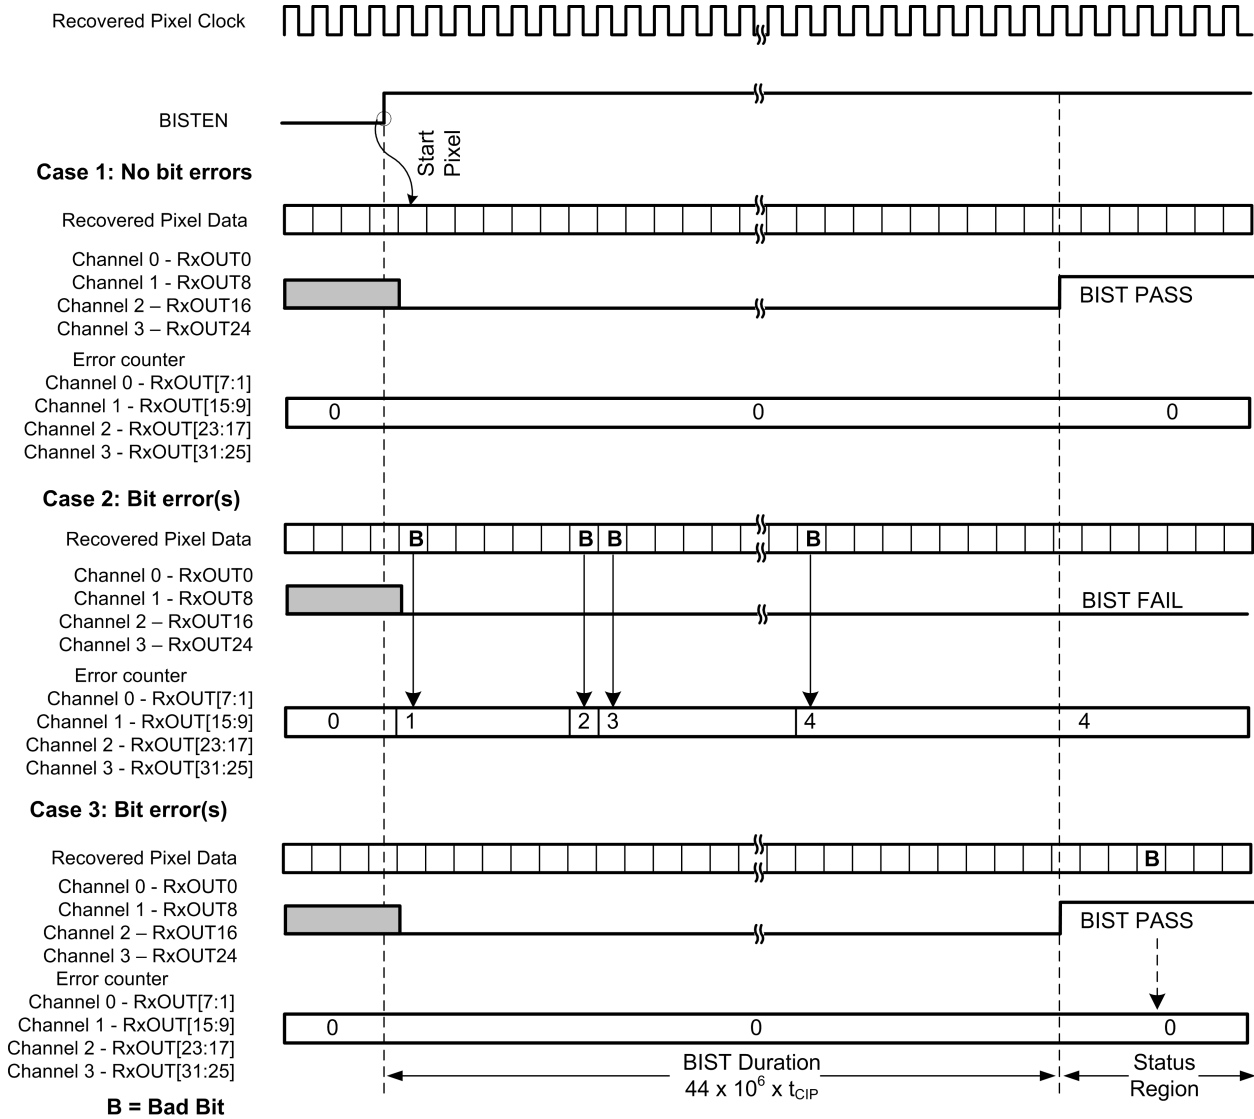 Recovered Pixel Clock
BISTEN
Start
Pixel
Case 1: No bit errors
Recovered Pixel Data
Channel 0 - RxOUT0
Channel 1 - RxOUT8
Channel 2 – RxOUT16
Channel 3 – RxOUT24
BIST PASS
Error counter
Channel 0 - RxOUT[7:1]
Channel 1 - RxOUT[15:9]
Channel 2 - RxOUT[23:17]
Channel 3 - RxOUT[31:25]
0 0 0
Case 2: Bit error(s)
Recovered Pixel Data
B B B B
Channel 0 - RxOUT0
Channel 1 - RxOUT8
Channel 2 – RxOUT16
Channel 3 – RxOUT24
BIST FAIL
Error counter
Channel 0 - RxOUT[7:1]
Channel 1 - RxOUT[15:9]
Channel 2 - RxOUT[23:17]
Channel 3 - RxOUT[31:25]
0 1 2 3 4 4
Case 3: Bit error(s)
Recovered Pixel Data
B
Channel 0 - RxOUT0
Channel 1 - RxOUT8
Channel 2 – RxOUT16
Channel 3 - RxOUT24
BIST PASS
Error counter
Channel 0 - RxOUT[7:1]
Channel 1 - RxOUT[15:9]
Channel 2 - RxOUT[23:17]
Channel 3 - RxOUT[31:25]
0 0 0
BIST Duration
44 x 10⁶ x tCIP
Status
Region
B = Bad Bit